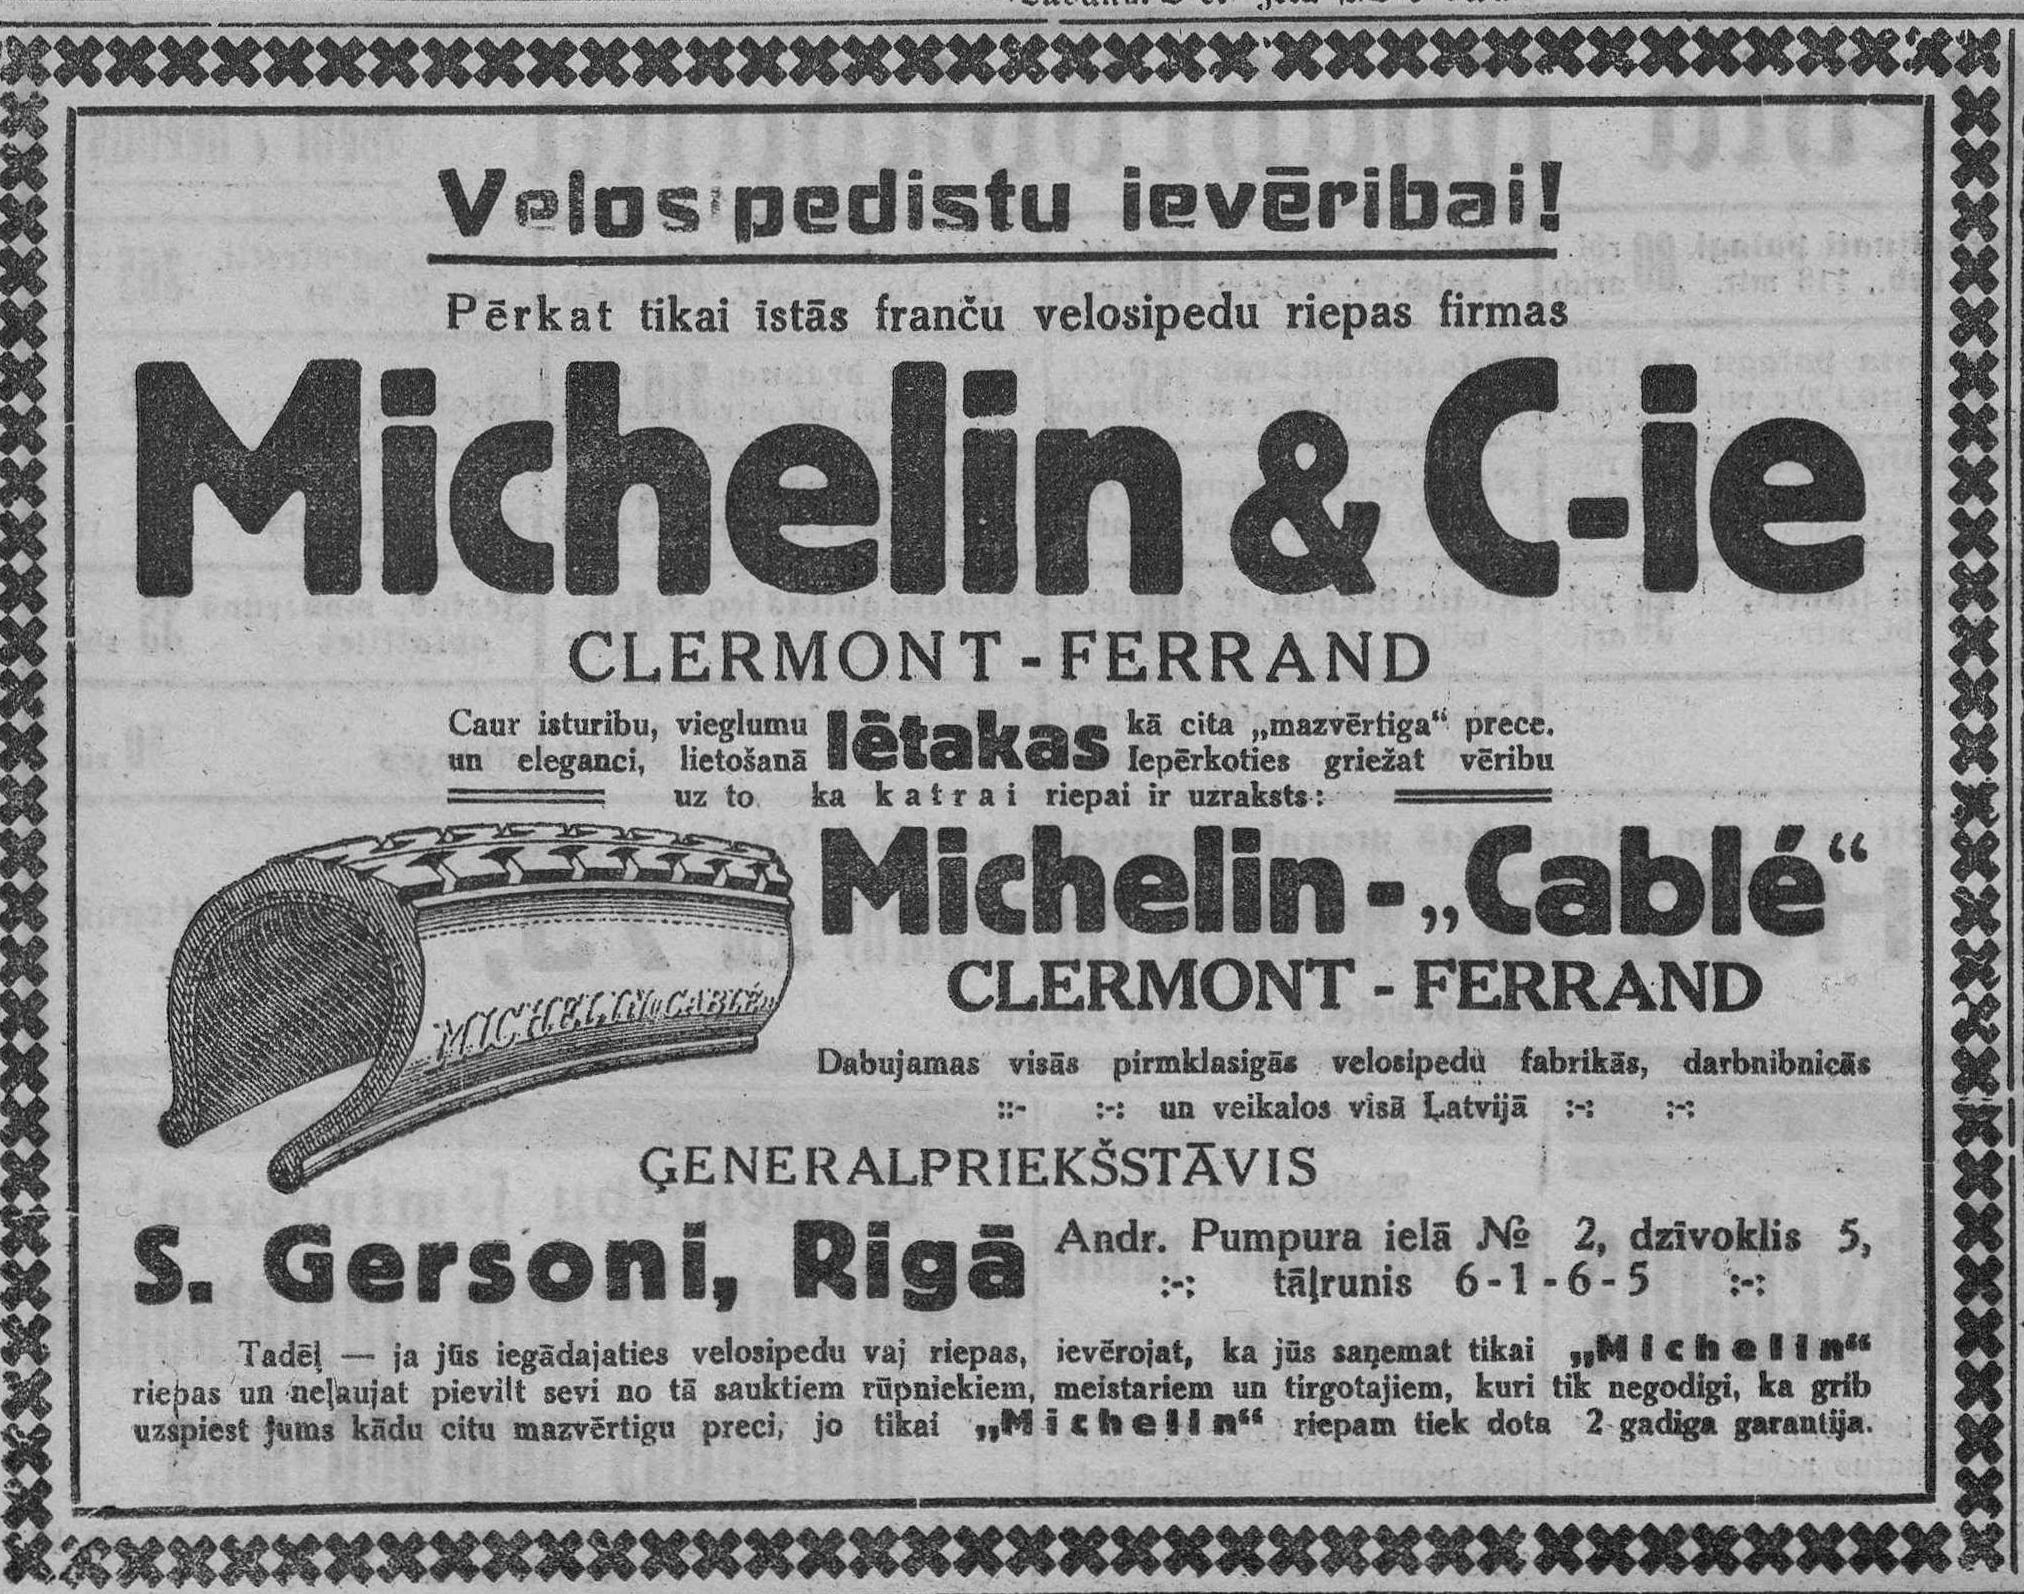 Velosipedistu ievēribai!
Pērkat tikai īstās franču velosipedu riepas firmas
Michelin & C-ie
CLERMONT - FERRAND
Caur isturibu, vieglumu lētakas kā cita „mazvērtiga“ prece.
un eleganci, lietošanā Iepērkoties griežat vēribu
uz to ka katrai riepai ir uzraksts:
Michelin - „Cablé“
CLERMONT - FERRAND
MICHELIN „CABLÉ“
Dabujamas visās pirmklasigās velosipedu fabrikās, darbnibnicās
::- :-: un veikalos visā Ļatvijā :-: :-:
ĢENERALPRIEKŠSTĀVIS
S. Gersoni, Rigā Andr. Pumpura ielā № 2, dzīvoklis 5,
:-: tāļrunis 6-1-6-5 :-:
Tadēļ — ja jūs iegādajaties velosipedu vaj riepas, ievērojat, ka jūs saņemat tikai „Michelin“
riepas un neļaujat pievilt sevi no tā sauktiem rūpniekiem, meistariem un tirgotajiem, kuri tik negodigi, ka grib
uzspiest jums kādu citu mazvērtigu preci, jo tikai „Michelin“ riepam tiek dota 2 gadiga garantija.